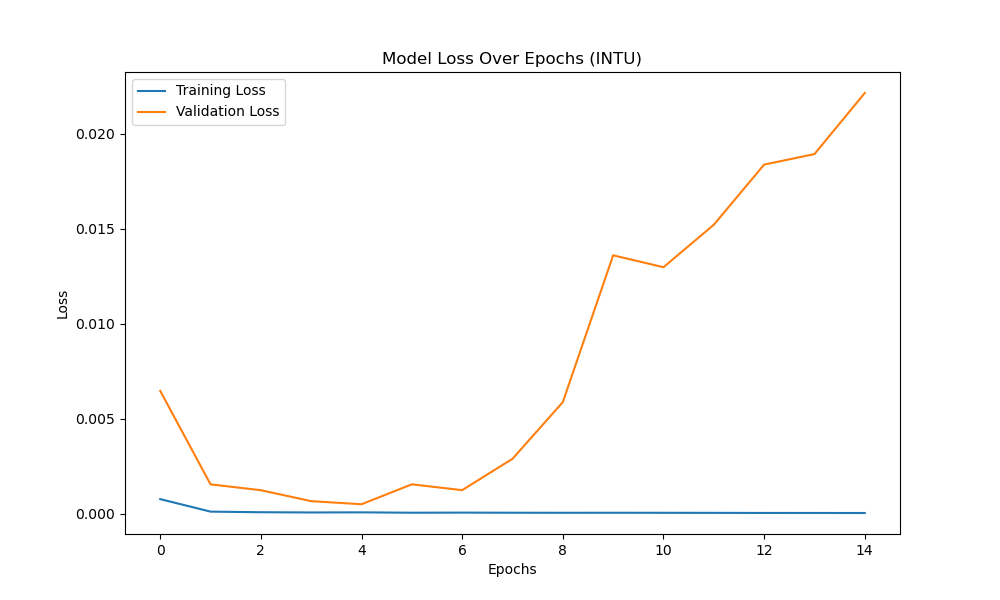 Model Loss Over Epochs (INTU)
Training Loss
Validation Loss
0.020
0.015
0.010
0.005
0.000
Loss
0 2 4 6 8 10 12 14
Epochs